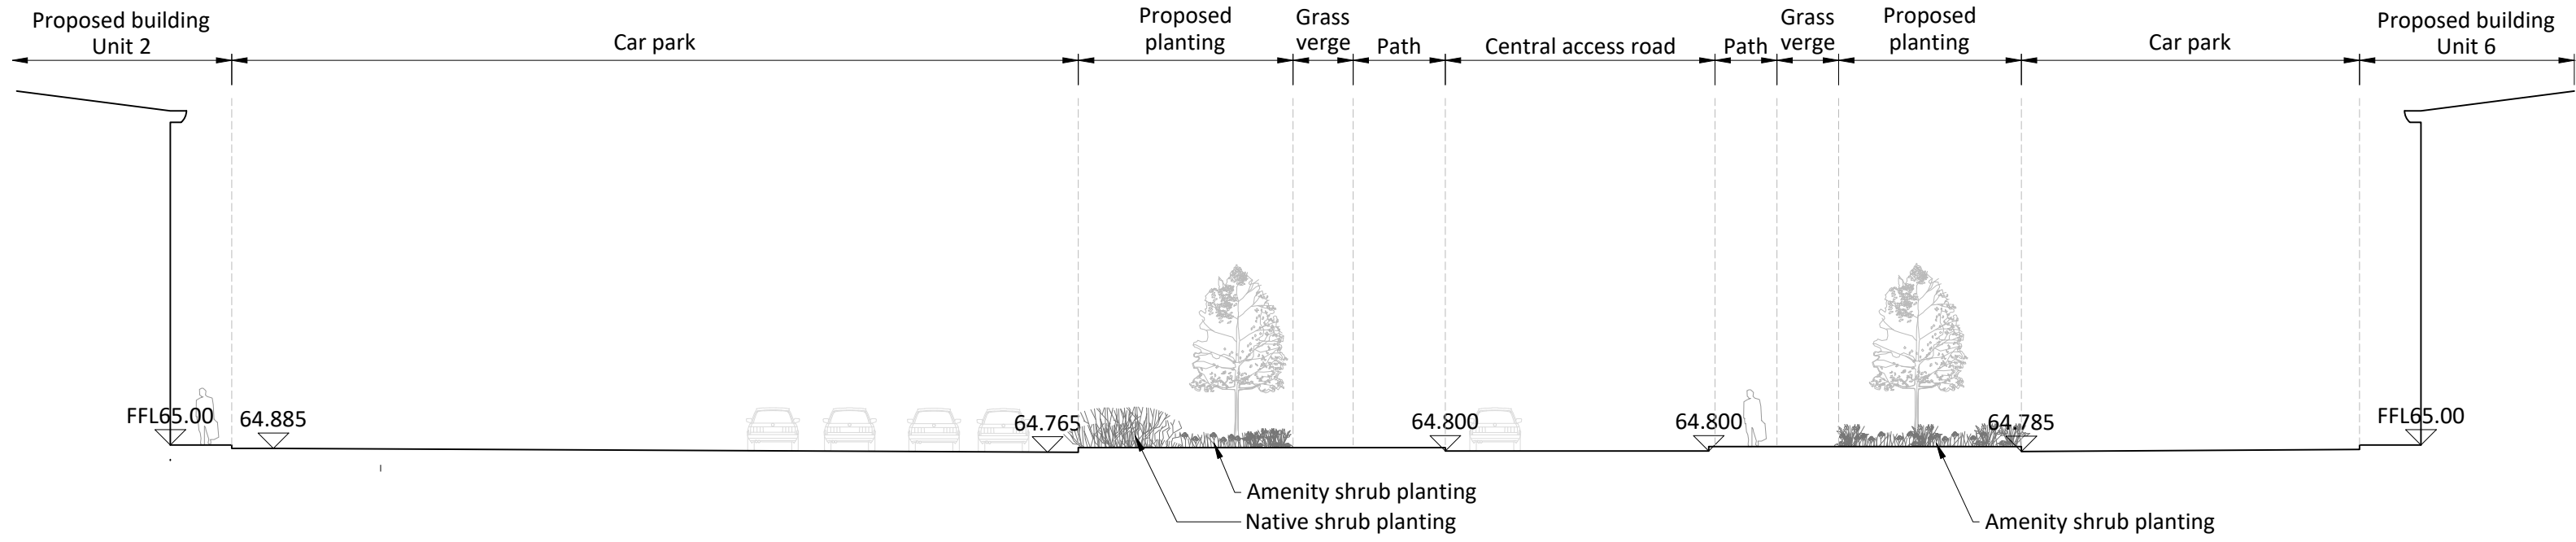 Proposed building
Unit 2
Car park
Proposed
planting
Grass
verge
Path
Central access road
Path
Grass
verge
Proposed
planting
Car park
Proposed building
Unit 6
FFL65.00
64.885
64.765
64.800
64.800
64.785
FFL65.00
Amenity shrub planting
Native shrub planting
Amenity shrub planting